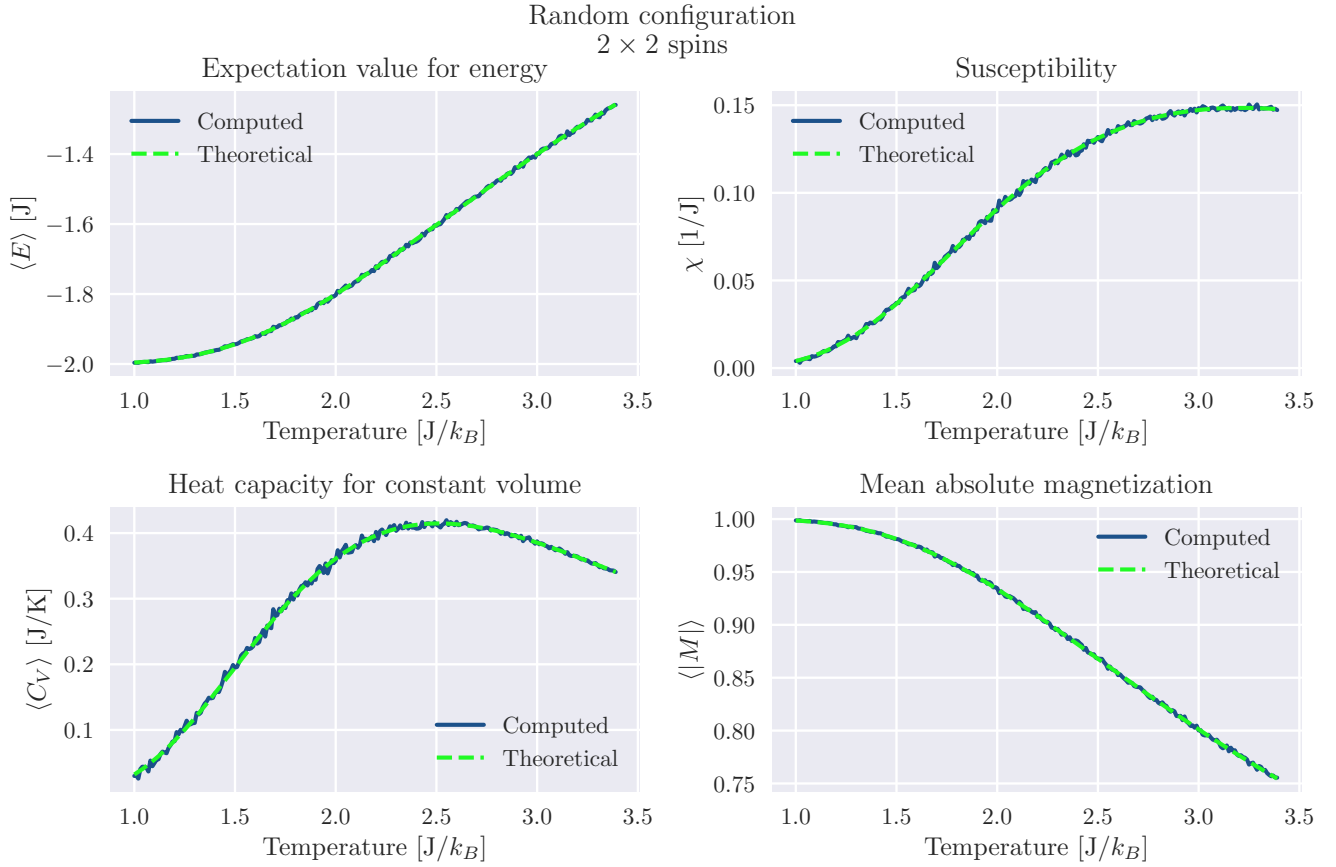 Random configuration
2 × 2 spins
Expectation value for energy
Computed
Theoretical
−1.4
−1.6
−1.8
−2.0
⟨E⟩ [J]
1.0 1.5 2.0 2.5 3.0 3.5
Temperature [J/k_B]
Susceptibility
Computed
Theoretical
0.15
0.10
0.05
0.00
χ [1/J]
1.0 1.5 2.0 2.5 3.0 3.5
Temperature [J/k_B]
Heat capacity for constant volume
0.4
0.3
0.2
0.1
⟨C_V⟩ [J/K]
Computed
Theoretical
1.0 1.5 2.0 2.5 3.0 3.5
Temperature [J/k_B]
Mean absolute magnetization
1.00
0.95
0.90
0.85
0.80
0.75
⟨|M|⟩
Computed
Theoretical
1.0 1.5 2.0 2.5 3.0 3.5
Temperature [J/k_B]